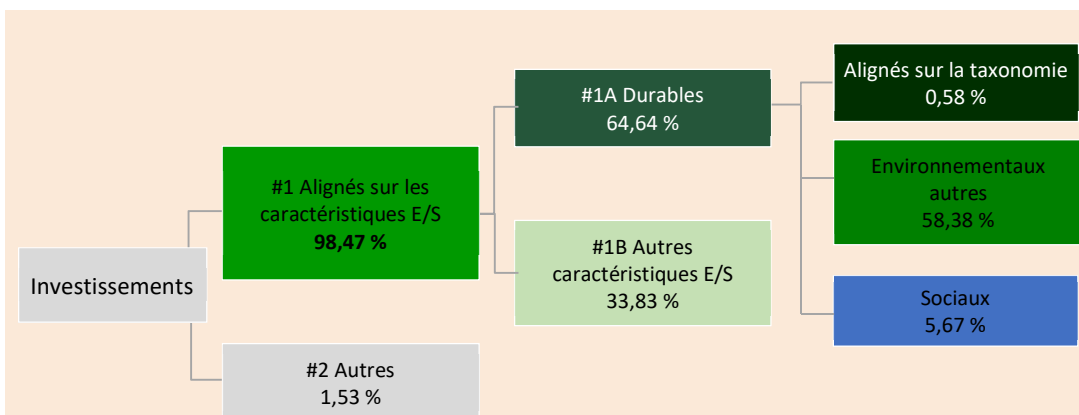 Investissements
#1 Alignés sur les
caractéristiques E/S
98,47 %
#2 Autres
1,53 %
#1A Durables
64,64 %
#1B Autres
caractéristiques E/S
33,83 %
Alignés sur la taxonomie
0,58 %
Environnementaux
autres
58,38 %
Sociaux
5,67 %